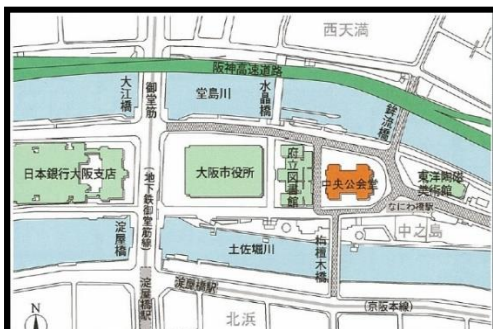 西天満
阪神高速道路
大江橋
御堂筋
堂島川
水晶橋
鉾流橋
日本銀行大阪支店
大阪市役所
府立図書館
中央公会堂
東洋陶磁
美術館
なにわ橋駅
(地下鉄御堂筋線)
中之島
淀屋橋
土佐堀川
栴檀木橋
淀屋橋駅
淀屋橋駅
(京阪本線)
北浜
N